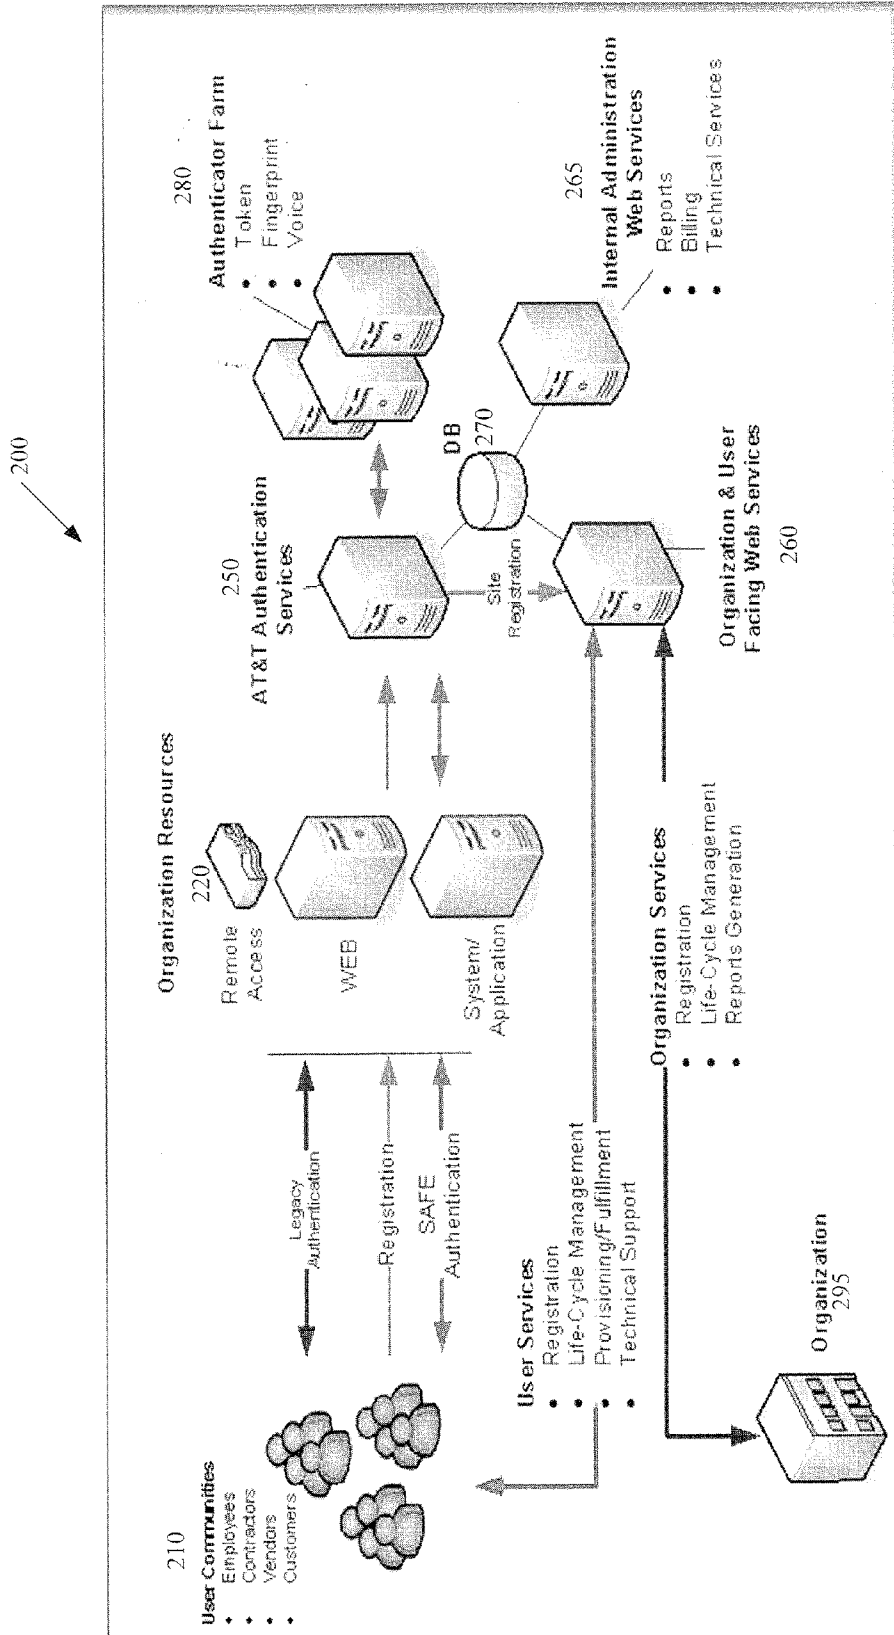 200
210
User Communities
• Employees
• Contractors
• Vendors
• Customers
Legacy
Authentication
Registration
SAFE
Authentication
Organization Resources
220
Remote
Access
WEB
System/
Application
250
AT&T Authentication
Services
280
Authenticator Farm
• Token
• Fingerprint
• Voice
DB
270
Site
Registration
265
Internal Administration
Web Services
• Reports
• Billing
• Technical Services
Organization & User
Facing Web Services
260
User Services
• Registration
• Life-Cycle Management
• Provisioning/Fulfillment
• Technical Support
Organization Services
• Registration
• Life-Cycle Management
• Reports Generation
Organization
295